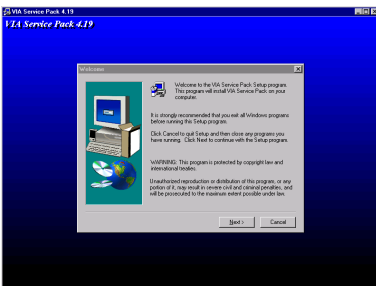 VIA Service Pack 4.19
VIA Service Pack 4.19
Welcome
Welcome to the VIA Service Pack Setup program.
This program will install VIA Service Pack on your
computer.
It is strongly recommended that you exit all Windows programs
before running this Setup program.
Click Cancel to quit Setup and then close any programs you
have running. Click Next to continue with the Setup program.
WARNING: This program is protected by copyright law and
international treaties.
Unauthorized reproduction or distribution of this program, or any
portion of it, may result in severe civil and criminal penalties, and
will be prosecuted to the maximum extent possible under law.
Next >
Cancel